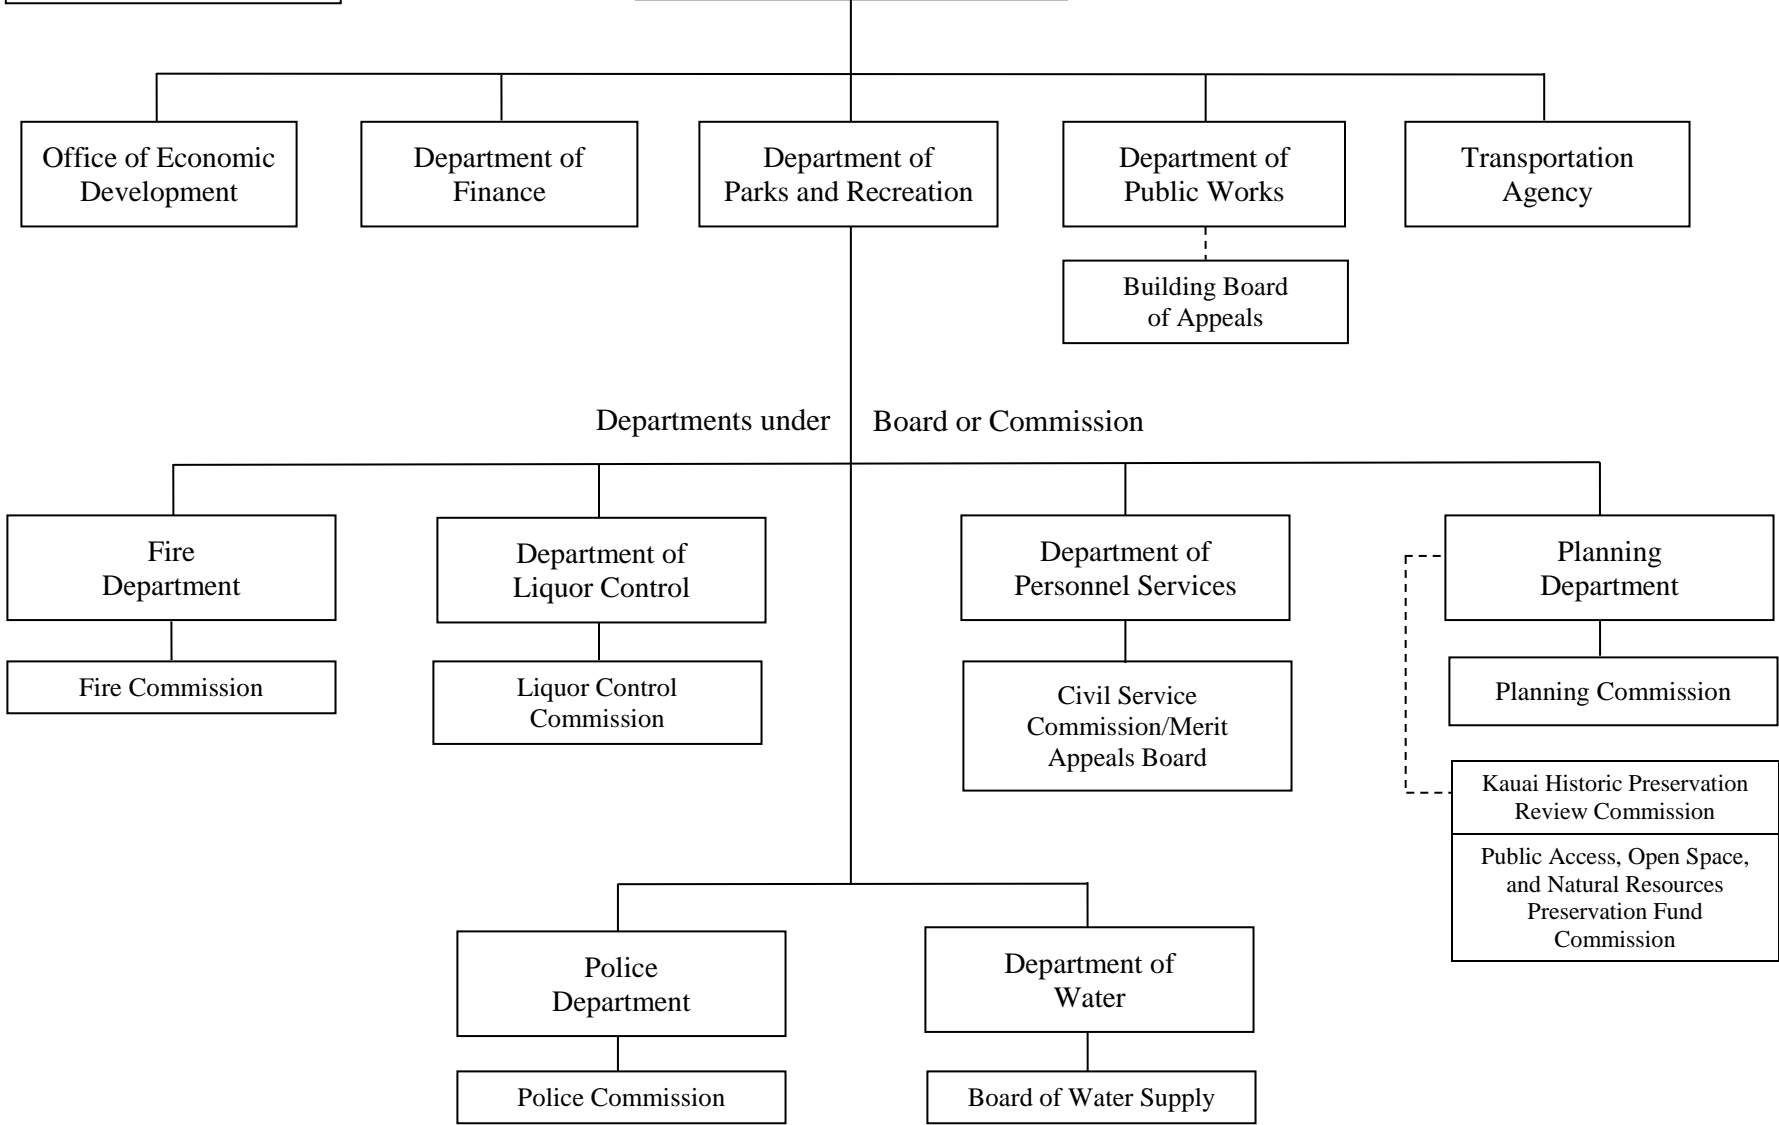 Office of Economic
Development
Department of
Finance
Department of
Parks and Recreation
Department of
Public Works
Transportation
Agency
Building Board
of Appeals
Departments under Board or Commission
Fire
Department
Department of
Liquor Control
Department of
Personnel Services
Planning
Department
Fire Commission
Liquor Control
Commission
Civil Service
Commission/Merit
Appeals Board
Planning Commission
Kauai Historic Preservation
Review Commission
Public Access, Open Space,
and Natural Resources
Preservation Fund
Commission
Police
Department
Department of
Water
Police Commission
Board of Water Supply